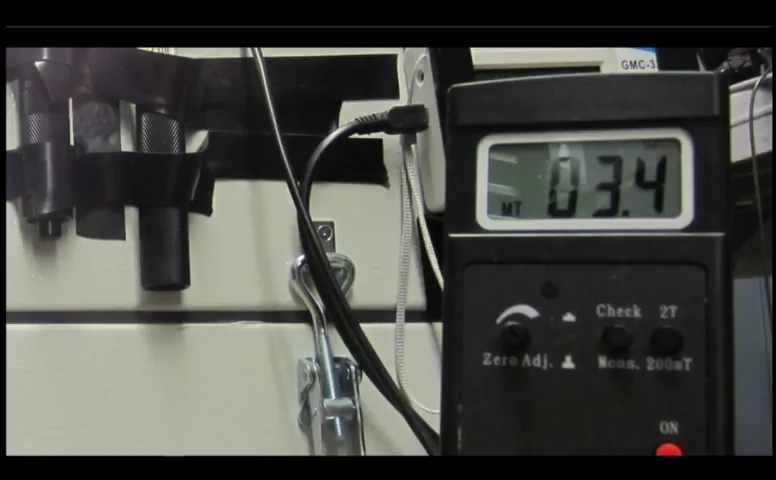 GMC-3
MT 03.4
Check 2T
Zero Adj. Meas. 200mT
ON